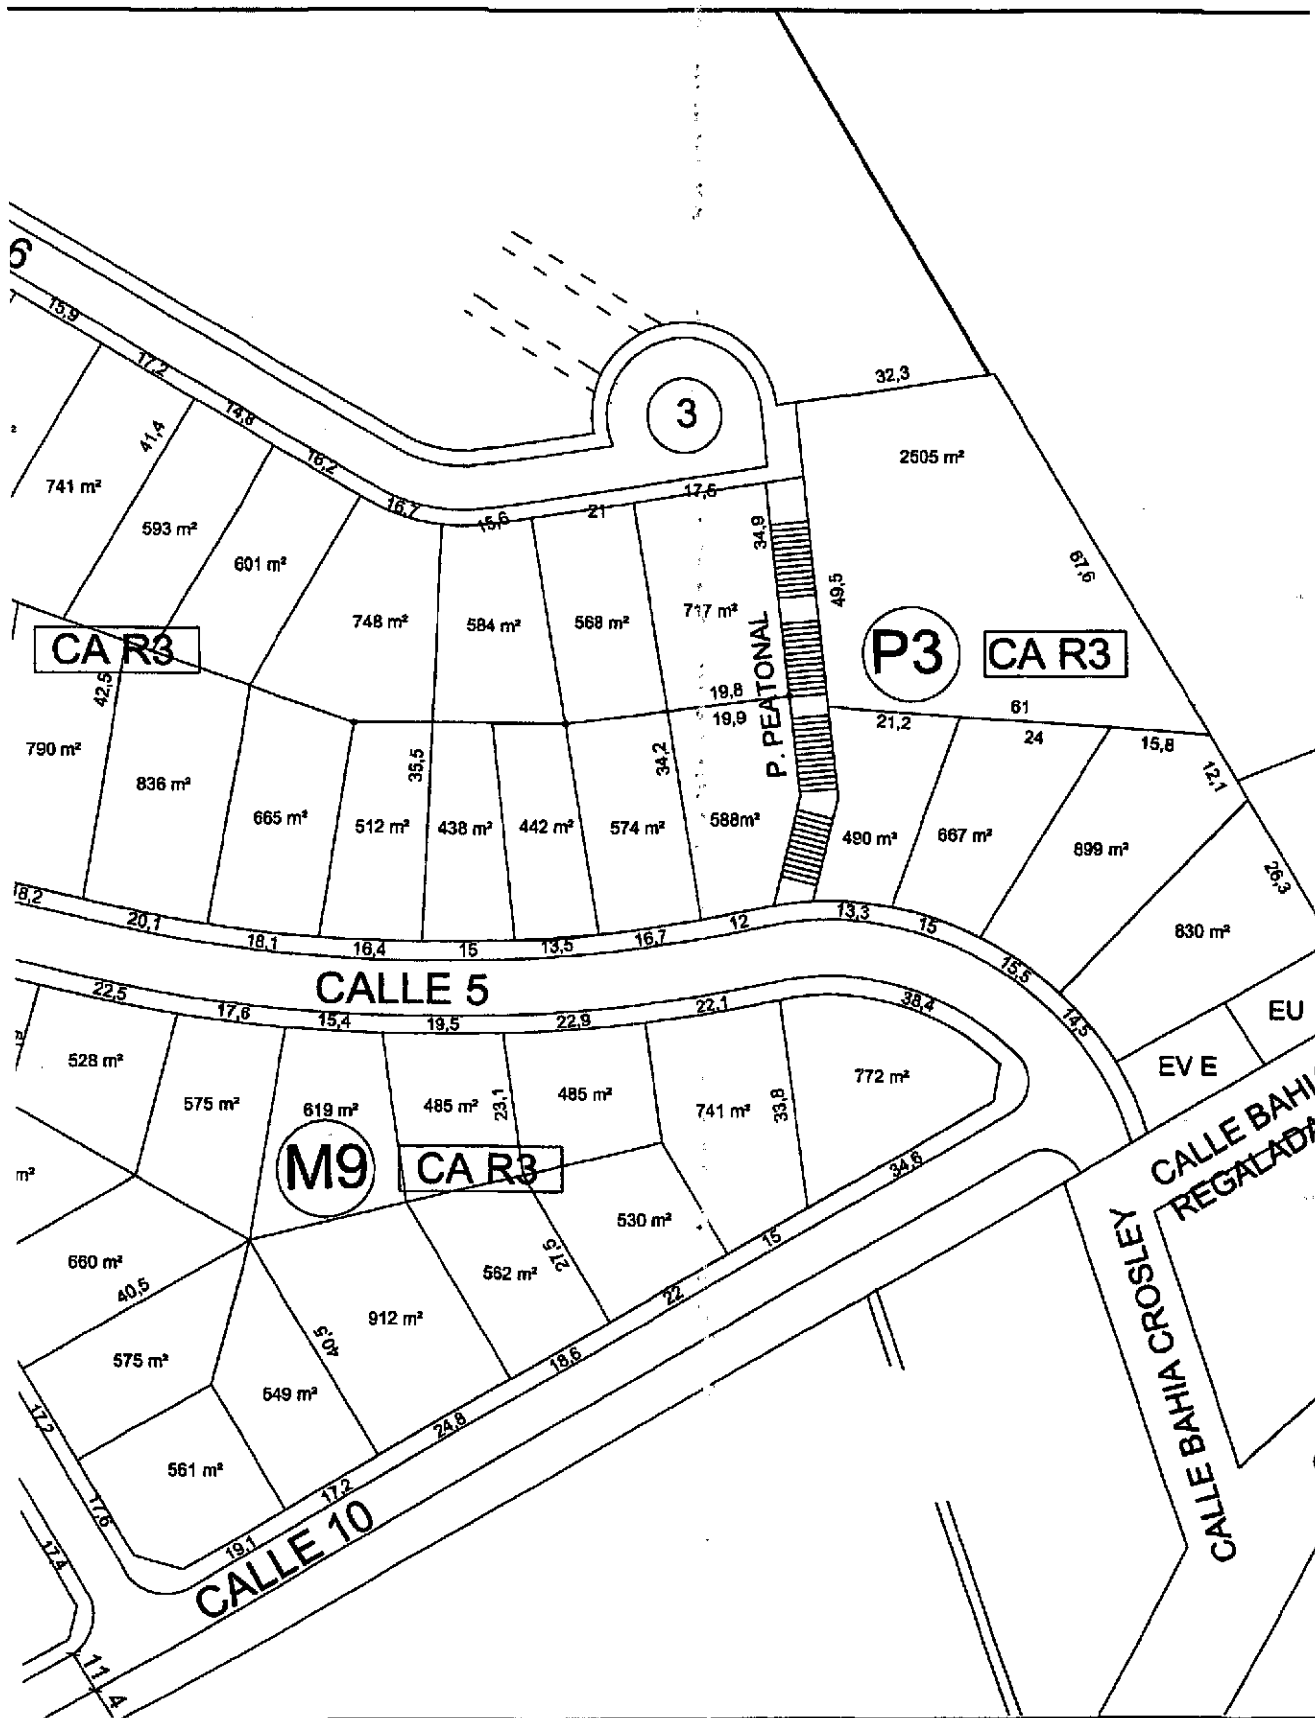 6
15,9
17,2
14,8
16,2
16,7
15,6
21
17,5
3
32,3
2505 m²
67,6
41,4
741 m²
593 m²
601 m²
748 m²
584 m²
568 m²
717 m²
34,9
49,5
P. PEATONAL
CA R3
P3
CA R3
42,5
790 m²
836 m²
665 m²
35,5
512 m²
438 m²
442 m²
574 m²
34,2
19,8
19,9
588m²
21,2
61
24
15,8
12,1
490 m²
667 m²
899 m²
26,3
830 m²
18,2
20,1
18,1
16,4
15
13,5
16,7
12
13,3
15
15,5
14,5
CALLE 5
22,5
17,6
15,4
19,5
22,9
22,1
38,4
EU
EV E
528 m²
575 m²
619 m²
485 m²
23,1
485 m²
741 m²
33,8
772 m²
m²
M9
CA R3
34,6
CALLE BAHI
REGALADA
660 m²
40,5
562 m²
27,5
530 m²
15
22
912 m²
40,5
575 m²
549 m²
18,6
24,8
17,2
561 m²
17,2
17,6
17,4
19,1
CALLE 10
CALLE BAHIA CROSLEY
11
4